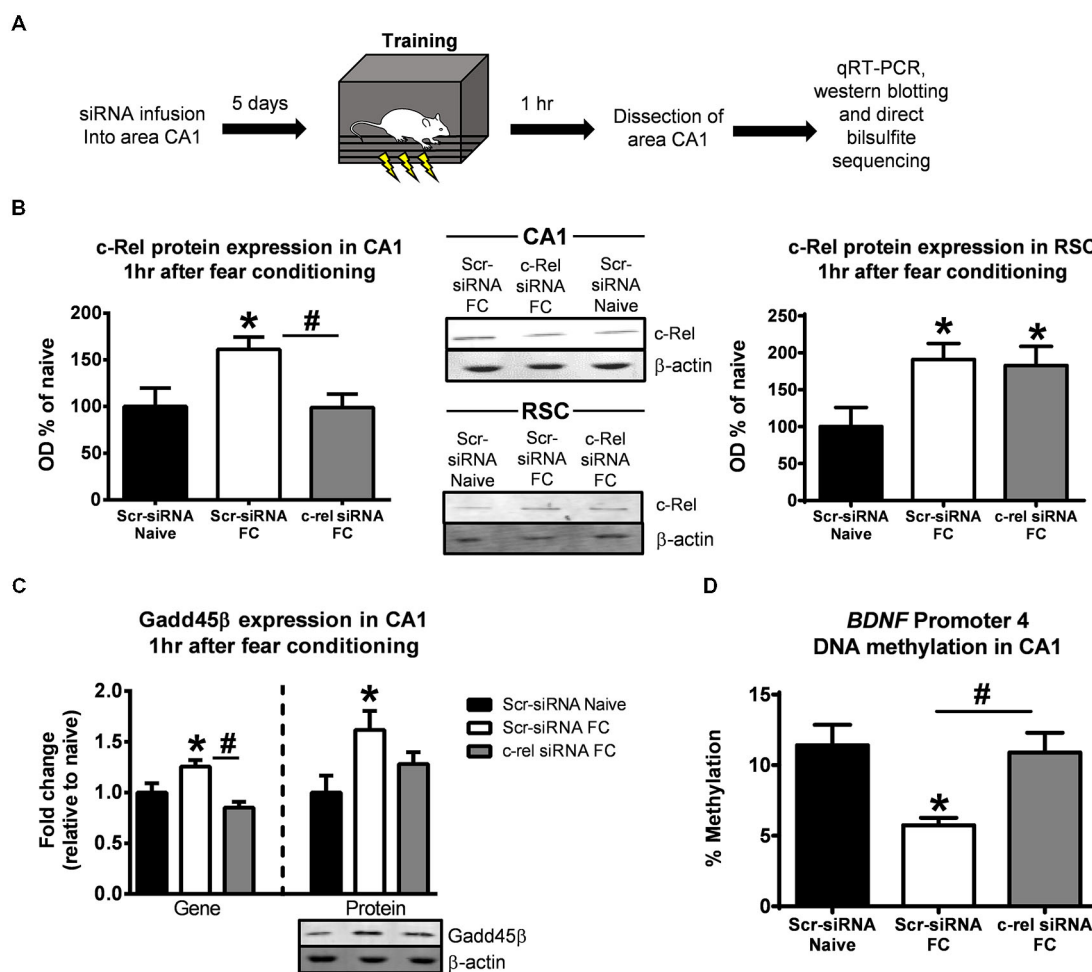 A
Training
siRNA infusion
Into area CA1
5 days
1 hr
Dissection of
area CA1
qRT-PCR,
western blotting
and direct
bilsulfite
sequencing
B
c-Rel protein expression in CA1
1hr after fear conditioning
OD % of naive
200
150
100
50
0
*
#
Scr-siRNA
Naive
Scr-siRNA
FC
c-rel siRNA
FC
CA1
Scr-
siRNA
FC
c-Rel
siRNA
FC
Scr-
siRNA
Naive
c-Rel
β-actin
RSC
Scr-
siRNA
Naive
Scr-
siRNA
FC
c-Rel
siRNA
FC
c-Rel
β-actin
c-Rel protein expression in RSC
1hr after fear conditioning
OD % of naive
250
200
150
100
50
0
*
*
Scr-siRNA
Naive
Scr-siRNA
FC
c-rel siRNA
FC
C
Gadd45β expression in CA1
1hr after fear conditioning
Fold change
(relative to naive)
2.0
1.5
1.0
0.5
0.0
*
#
*
Gene
Protein
Scr-siRNA Naive
Scr-siRNA FC
c-rel siRNA FC
Gadd45β
β-actin
D
BDNF Promoter 4
DNA methylation in CA1
% Methylation
15
10
5
0
*
#
Scr-siRNA
Naive
Scr-siRNA
FC
c-rel siRNA
FC